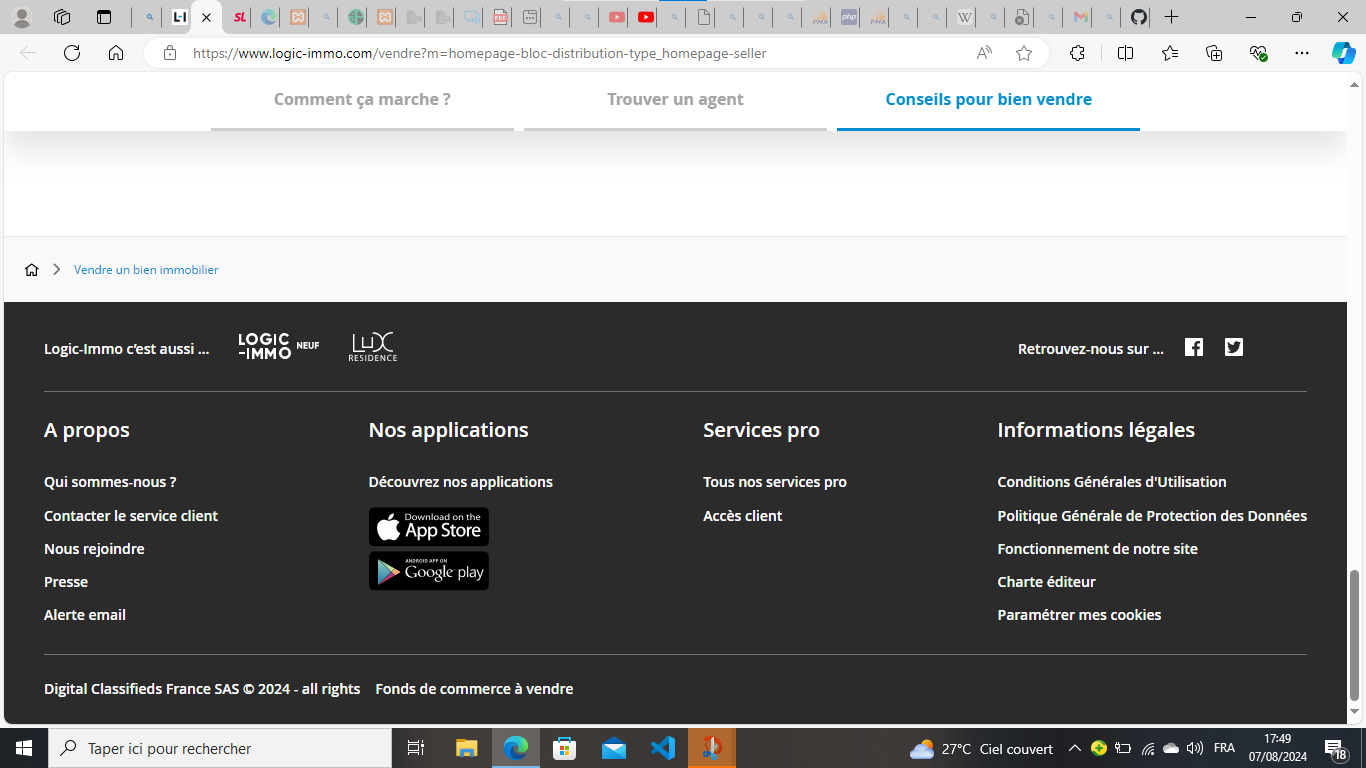 https://www.logic-immo.com/vendre?m=homepage-bloc-distribution-type_homepage-seller
Comment ça marche ?
Trouver un agent
Conseils pour bien vendre
Vendre un bien immobilier
Logic-Immo c'est aussi ...
LOGIC
-IMMO NEUF
LUX
RESIDENCE
Retrouvez-nous sur ...
A propos
Qui sommes-nous ?
Contacter le service client
Nous rejoindre
Presse
Alerte email
Nos applications
Découvrez nos applications
Download on the
App Store
ANDROID APP ON
Google play
Services pro
Tous nos services pro
Accès client
Informations légales
Conditions Générales d'Utilisation
Politique Générale de Protection des Données
Fonctionnement de notre site
Charte éditeur
Paramétrer mes cookies
Digital Classifieds France SAS © 2024 - all rights
Fonds de commerce à vendre
Taper ici pour rechercher
27°C Ciel couvert
FRA
17:49
07/08/2024
18